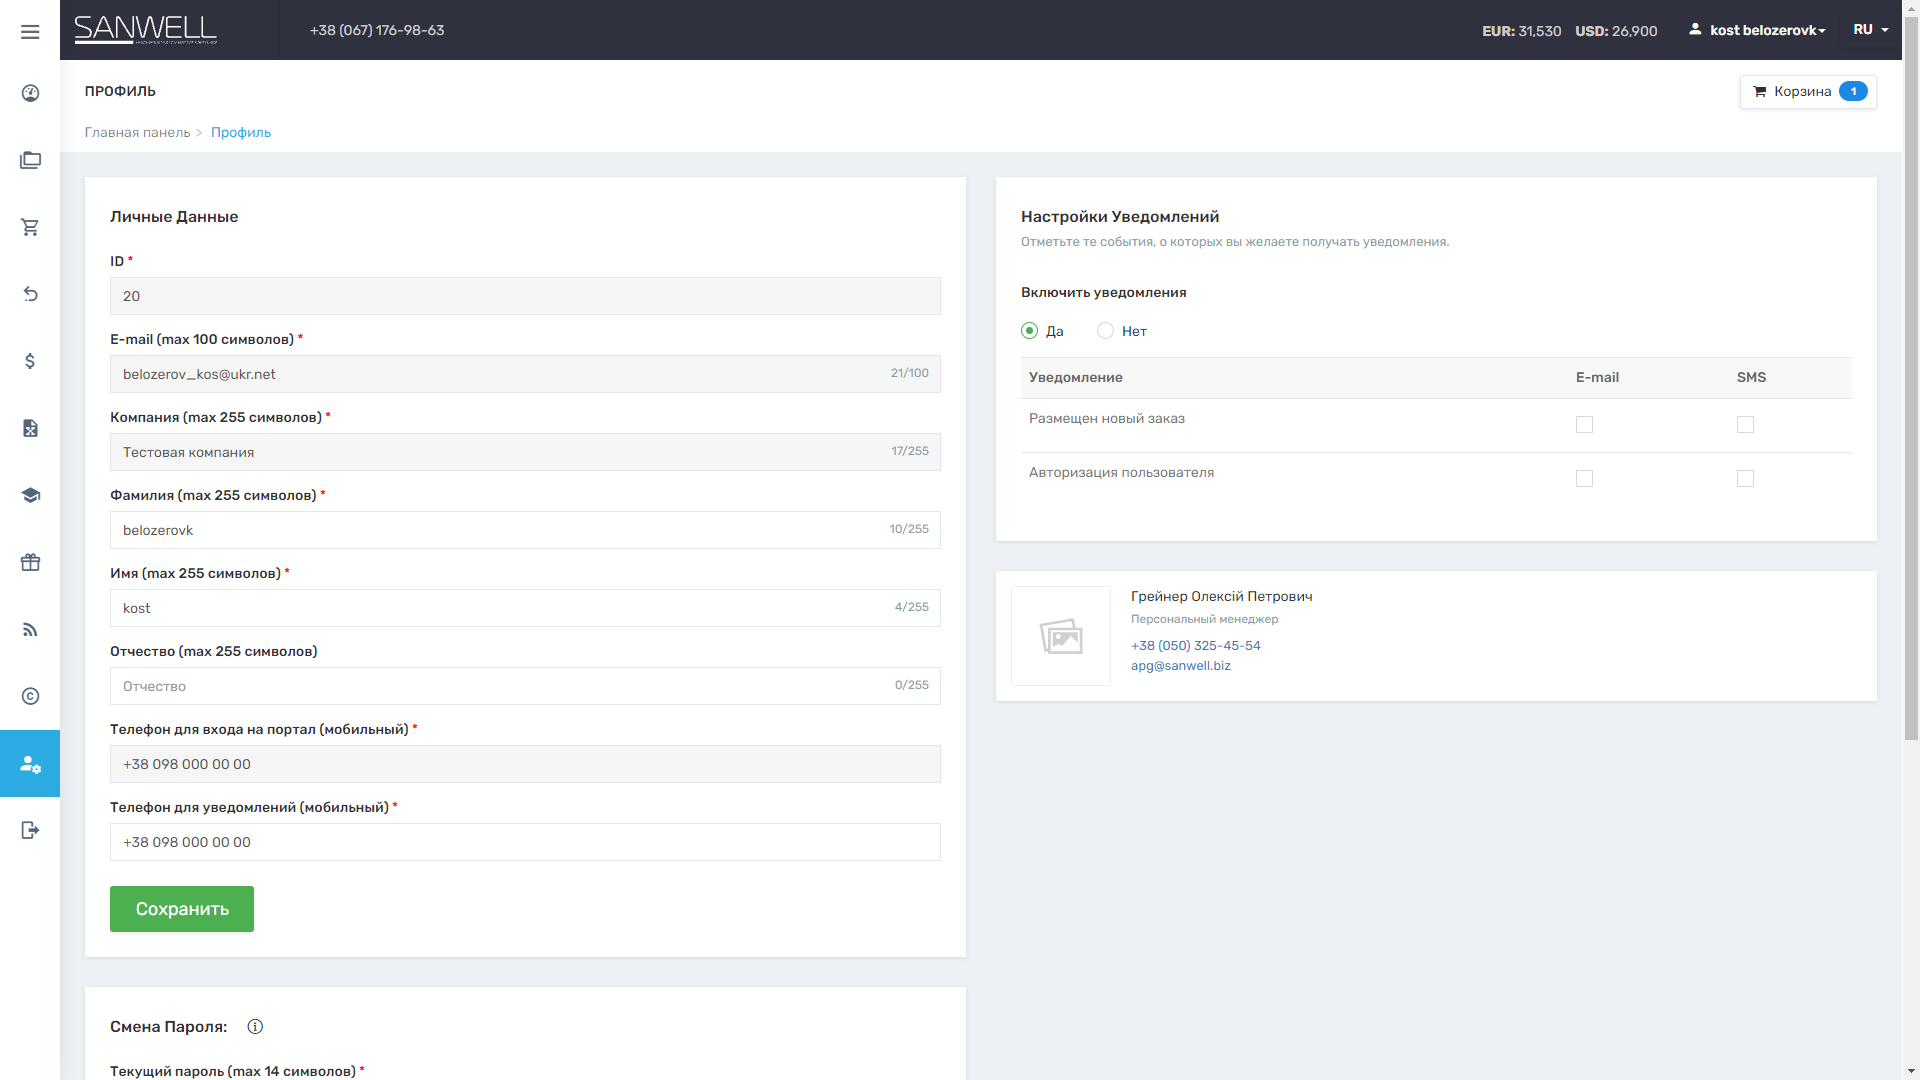 SANWELL
+38 (067) 176-98-63
EUR: 31,530 USD: 26,900
kost belozerovk
RU
ПРОФИЛЬ
Корзина 1
Главная панель > Профиль
Личные Данные
ID *
20
E-mail (max 100 символов) *
belozerov_kos@ukr.net 21/100
Компания (max 255 символов) *
Тестовая компания 17/255
Фамилия (max 255 символов) *
belozerovk 10/255
Имя (max 255 символов) *
kost 4/255
Отчество (max 255 символов)
Отчество 0/255
Телефон для входа на портал (мобильный) *
+38 098 000 00 00
Телефон для уведомлений (мобильный) *
+38 098 000 00 00
Сохранить
Смена Пароля:
Текущий пароль (max 14 символов) *
Настройки Уведомлений
Отметьте те события, о которых вы желаете получать уведомления.
Включить уведомления
Да Нет
Уведомление E-mail SMS
Размещен новый заказ
Авторизация пользователя
Грейнер Олексій Петрович
Персональный менеджер
+38 (050) 325-45-54
apg@sanwell.biz